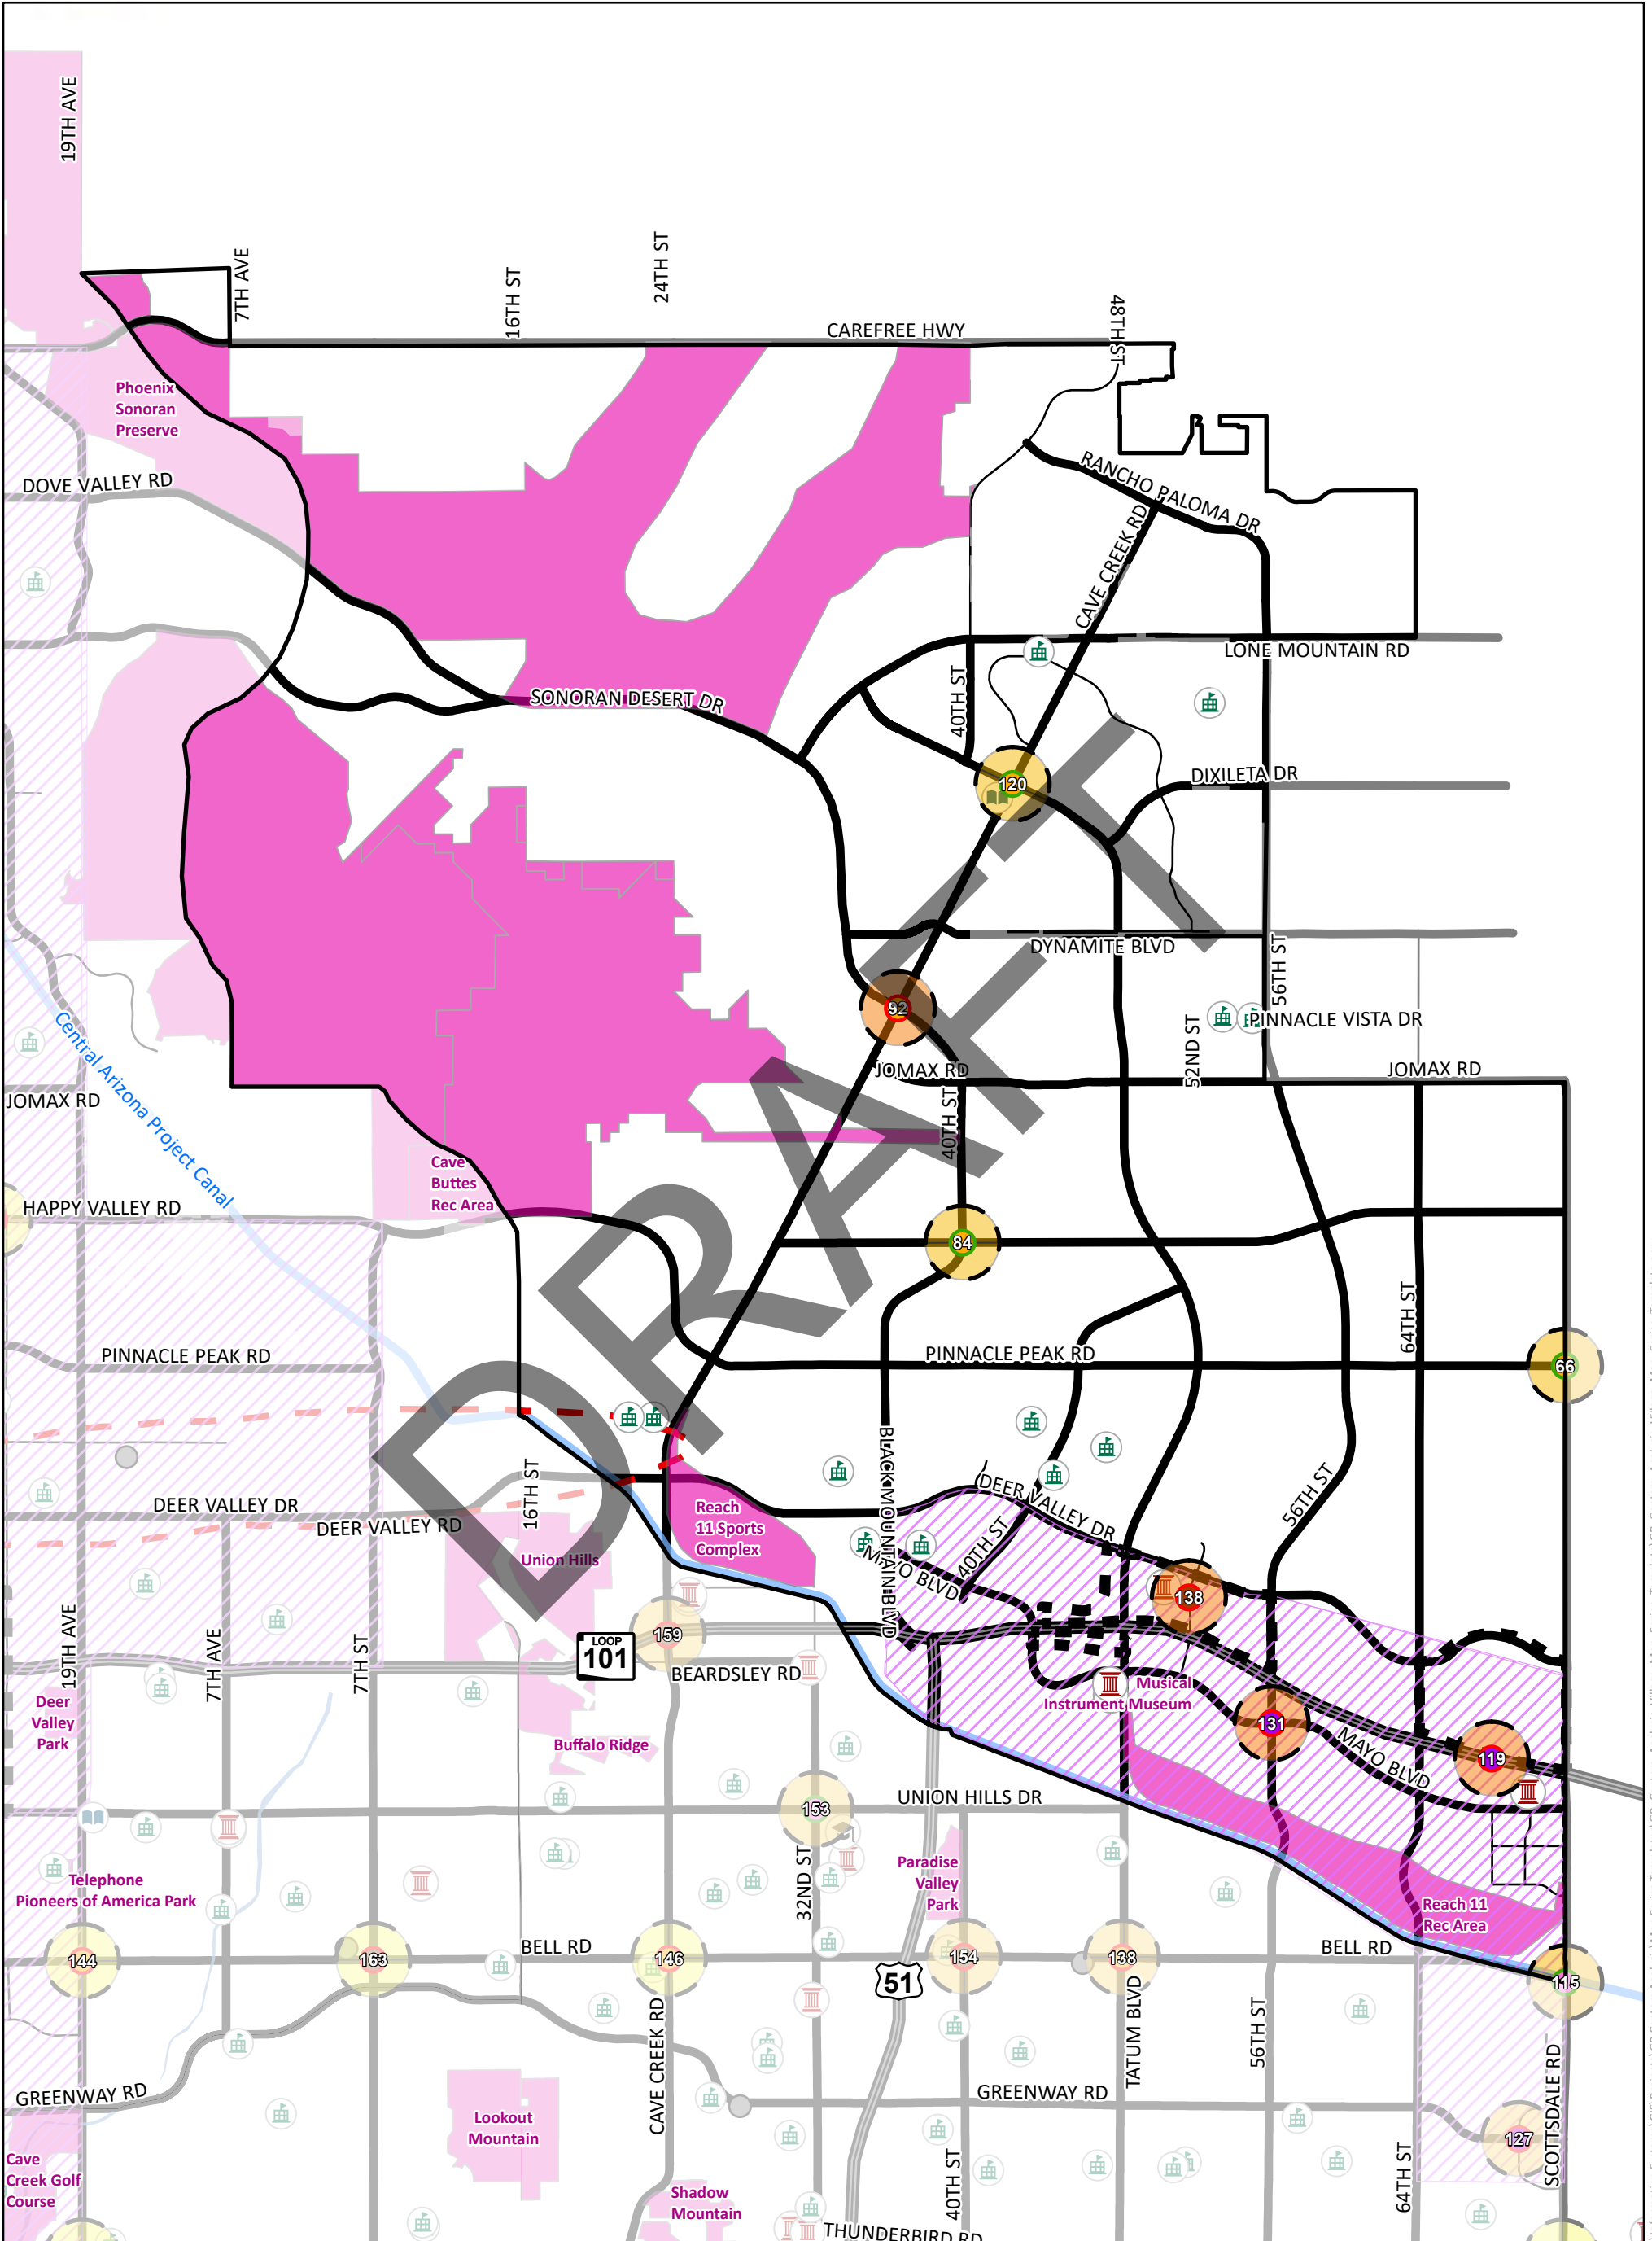 19TH AVE
7TH AVE
16TH ST
24TH ST
CAREFREE HWY
48TH ST
Phoenix
Sonoran
Preserve
DOVE VALLEY RD
RANCHO PALOMA DR
CAVE CREEK RD
LONE MOUNTAIN RD
40TH ST
SONORAN DESERT DR
DIXILETA DR
120
DYNAMITE BLVD
56TH ST
92
PINNACLE VISTA DR
52ND ST
JOMAX RD
JOMAX RD
JOMAX RD
Central Arizona Project Canal
40TH ST
Cave
Buttes
Rec Area
HAPPY VALLEY RD
84
DRAFT
64TH ST
PINNACLE PEAK RD
PINNACLE PEAK RD
66
BLACK MOUNTAIN BLVD
DEER VALLEY DR
DEER VALLEY RD
16TH ST
Reach
11 Sports
Complex
DEER VALLEY DR
56TH ST
Union Hills
MAYO BLVD
40TH ST
138
19TH AVE
7TH AVE
7TH ST
159
LOOP
101
BEARDSLEY RD
Musical
Instrument Museum
Deer
Valley
Park
Buffalo Ridge
131
MAYO BLVD
119
153
UNION HILLS DR
Telephone
Pioneers of America Park
32ND ST
Paradise
Valley
Park
Reach 11
Rec Area
144
163
BELL RD
146
154
138
BELL RD
51
115
CAVE CREEK RD
TATUM BLVD
56TH ST
GREENWAY RD
GREENWAY RD
SCOTTSDALE RD
127
Lookout
Mountain
Cave
Creek Golf
Course
Shadow
Mountain
40TH ST
64TH ST
THUNDERBIRD RD